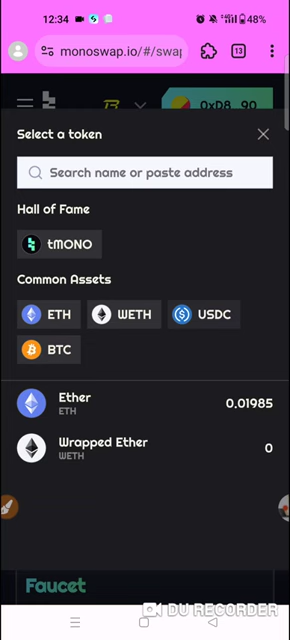 12:34
48%
monoswap.io/#/swap
13
0xD8 90
Select a token
Search name or paste address
Hall of Fame
tMONO
Common Assets
ETH
WETH
USDC
BTC
Ether
ETH
0.01985
Wrapped Ether
WETH
0
Faucet
DU RECORDER